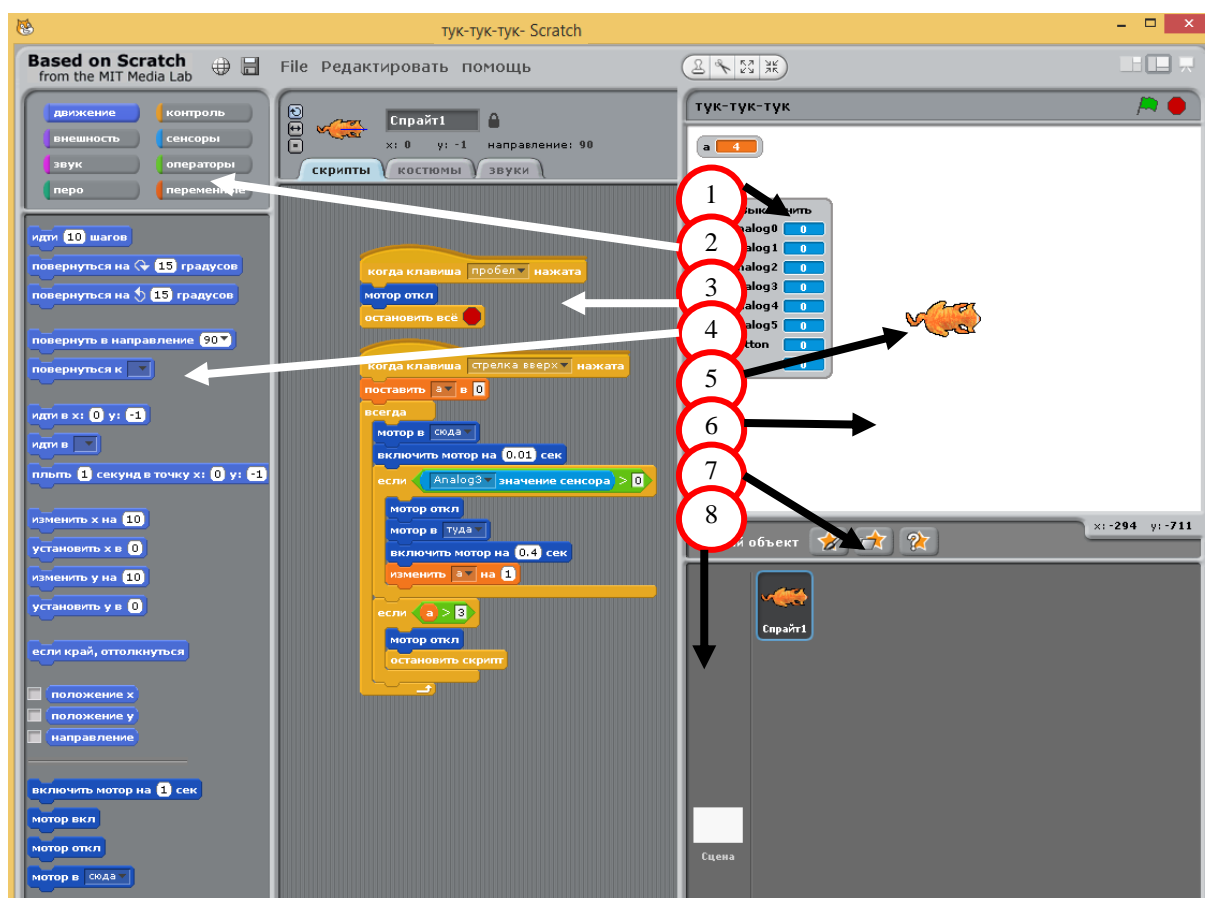 тук-тук-тук- Scratch
Based on Scratch
from the MIT Media Lab
File Редактировать помощь
движение контроль
внешность сенсоры
звук операторы
перо
Спрайт1
x: 0 y: -1 направление: 90
скрипты костюмы звуки
идти 10 шагов
повернуться на 15 градусов
повернуться на 15 градусов
повернуть в направление 90
повернуться к
идти в x: 0 y: -1
идти в
плыть 1 секунд в точку x: 0 y: -1
изменить x на 10
установить x в 0
изменить y на 10
установить y в 0
если край, оттолкнуться
положение x
положение y
направление
включить мотор на 1 сек
мотор вкл
мотор откл
мотор в сюда
когда клавиша пробел нажата
мотор откл
остановить всё
когда клавиша стрелка вверх нажата
поставить a в 0
всегда
мотор в сюда
включить мотор на 0.01 сек
если Analog3 значение сенсора > 0
мотор откл
мотор в туда
включить мотор на 0.4 сек
изменить a на 1
если a > 3
мотор откл
остановить скрипт
тук-тук-тук
a 4
1
2
3
4
5
6
7
8
alog0 0
alog1 0
nalog2 0
alog3 0
alog4 0
alog5 0
tton 0
0
x: -294 y: -711
объект
Спрайт1
Сцена